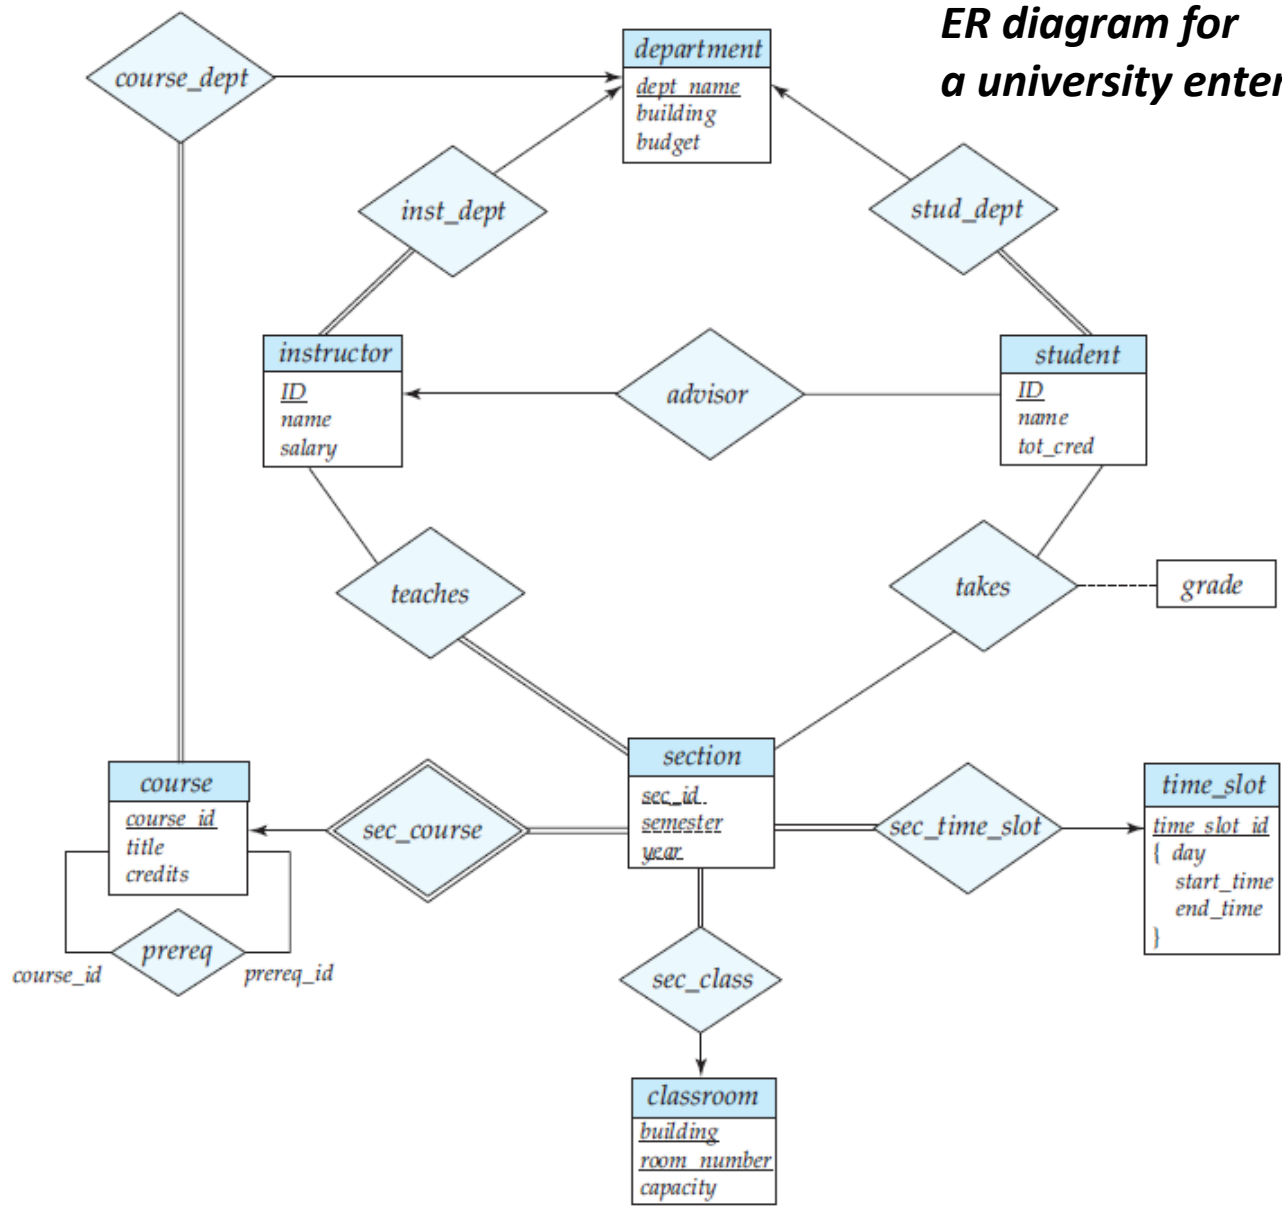 ER diagram for
a university enter
department
dept_name
building
budget
course_dept
inst_dept
stud_dept
instructor
ID
name
salary
advisor
student
ID
name
tot_cred
teaches
takes
grade
course
course_id
title
credits
sec_course
section
sec_id
semester
year
sec_time_slot
time_slot
time_slot_id
{ day
start_time
end_time
}
prereq
course_id
prereq_id
sec_class
classroom
building
room_number
capacity